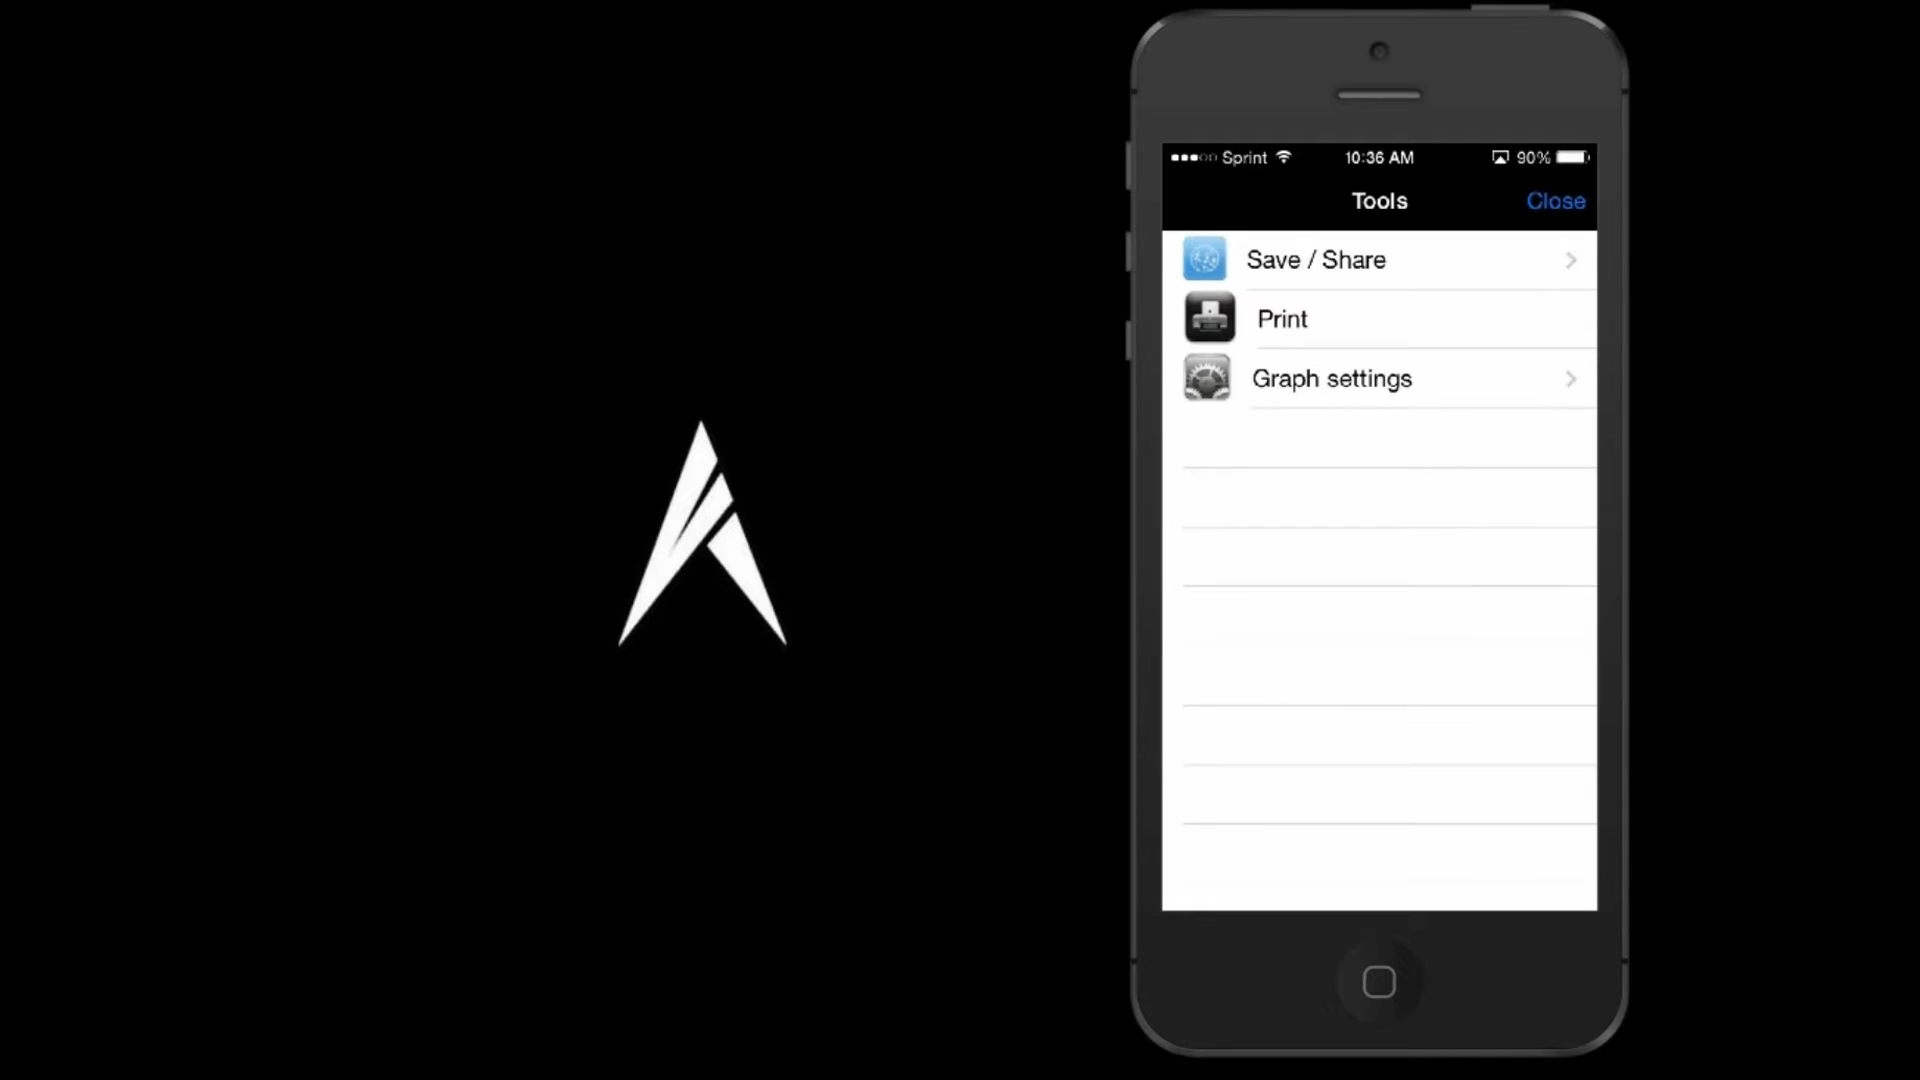 Sprint 10:36 AM 90%
Tools Close
Save / Share
Print
Graph settings